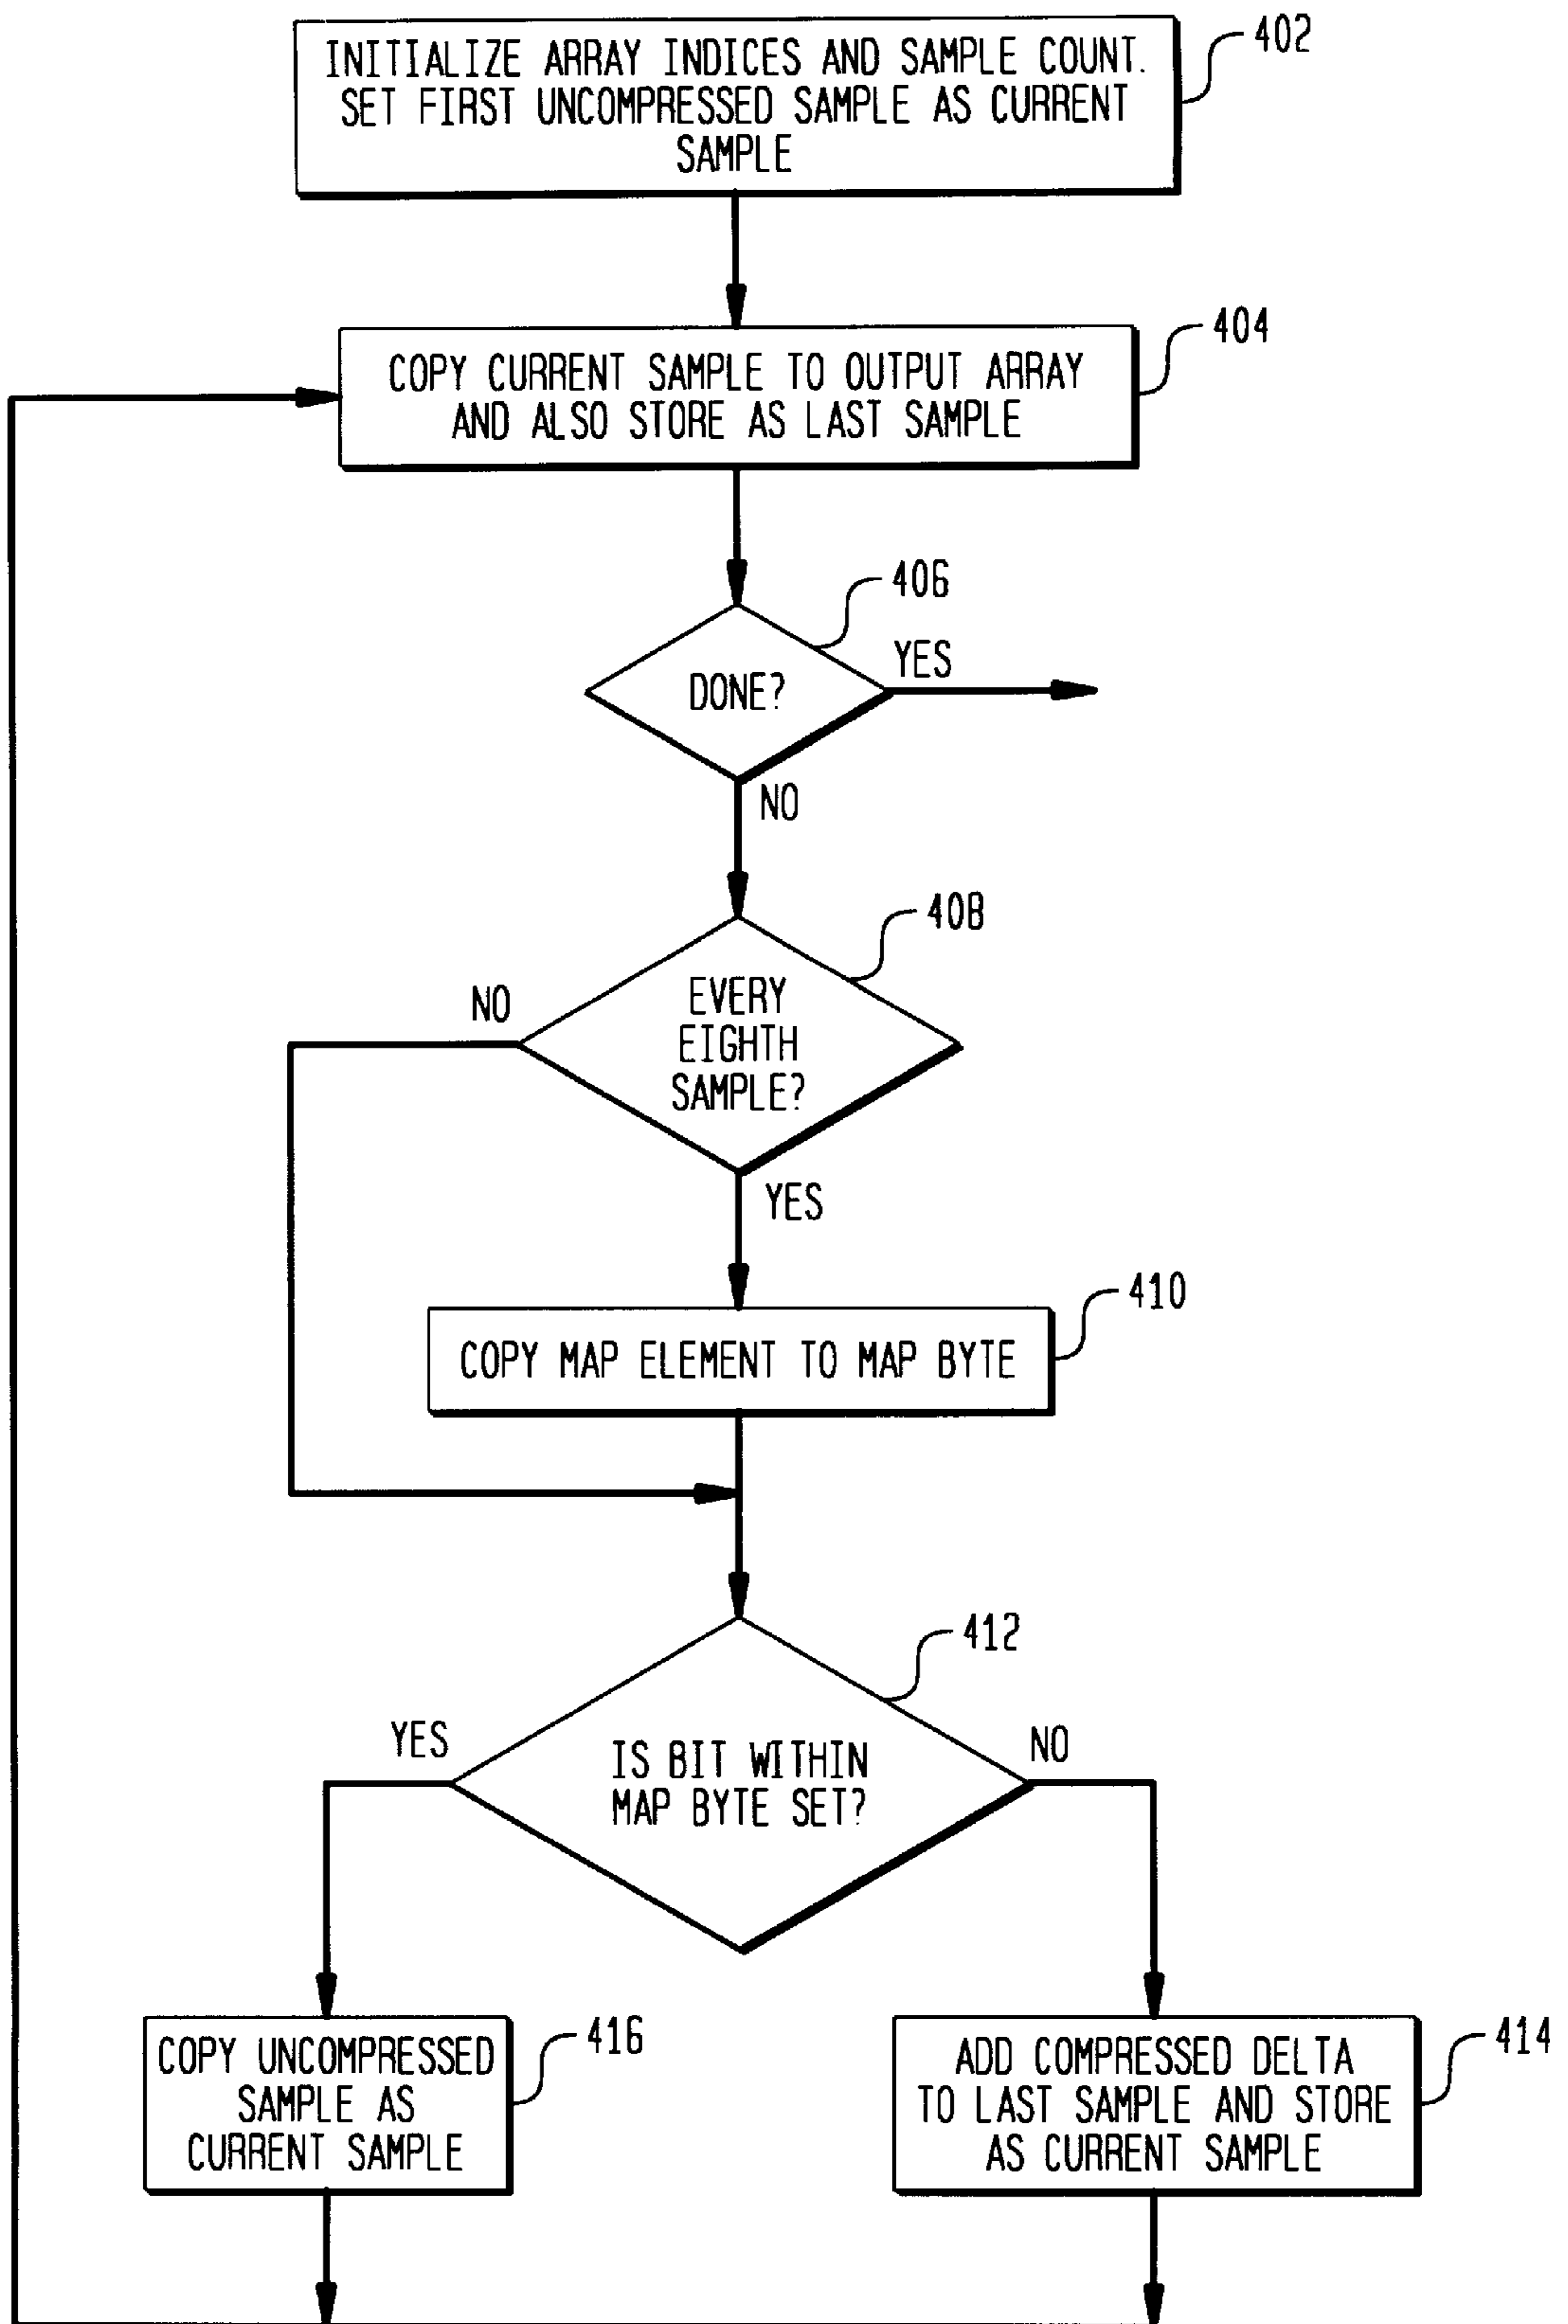 INITIALIZE ARRAY INDICES AND SAMPLE COUNT.
SET FIRST UNCOMPRESSED SAMPLE AS CURRENT
SAMPLE
402
COPY CURRENT SAMPLE TO OUTPUT ARRAY
AND ALSO STORE AS LAST SAMPLE
404
406
DONE?
YES
NO
408
EVERY
EIGHTH
SAMPLE?
NO
YES
410
COPY MAP ELEMENT TO MAP BYTE
412
IS BIT WITHIN
MAP BYTE SET?
YES
NO
COPY UNCOMPRESSED
SAMPLE AS
CURRENT SAMPLE
416
ADD COMPRESSED DELTA
TO LAST SAMPLE AND STORE
AS CURRENT SAMPLE
414